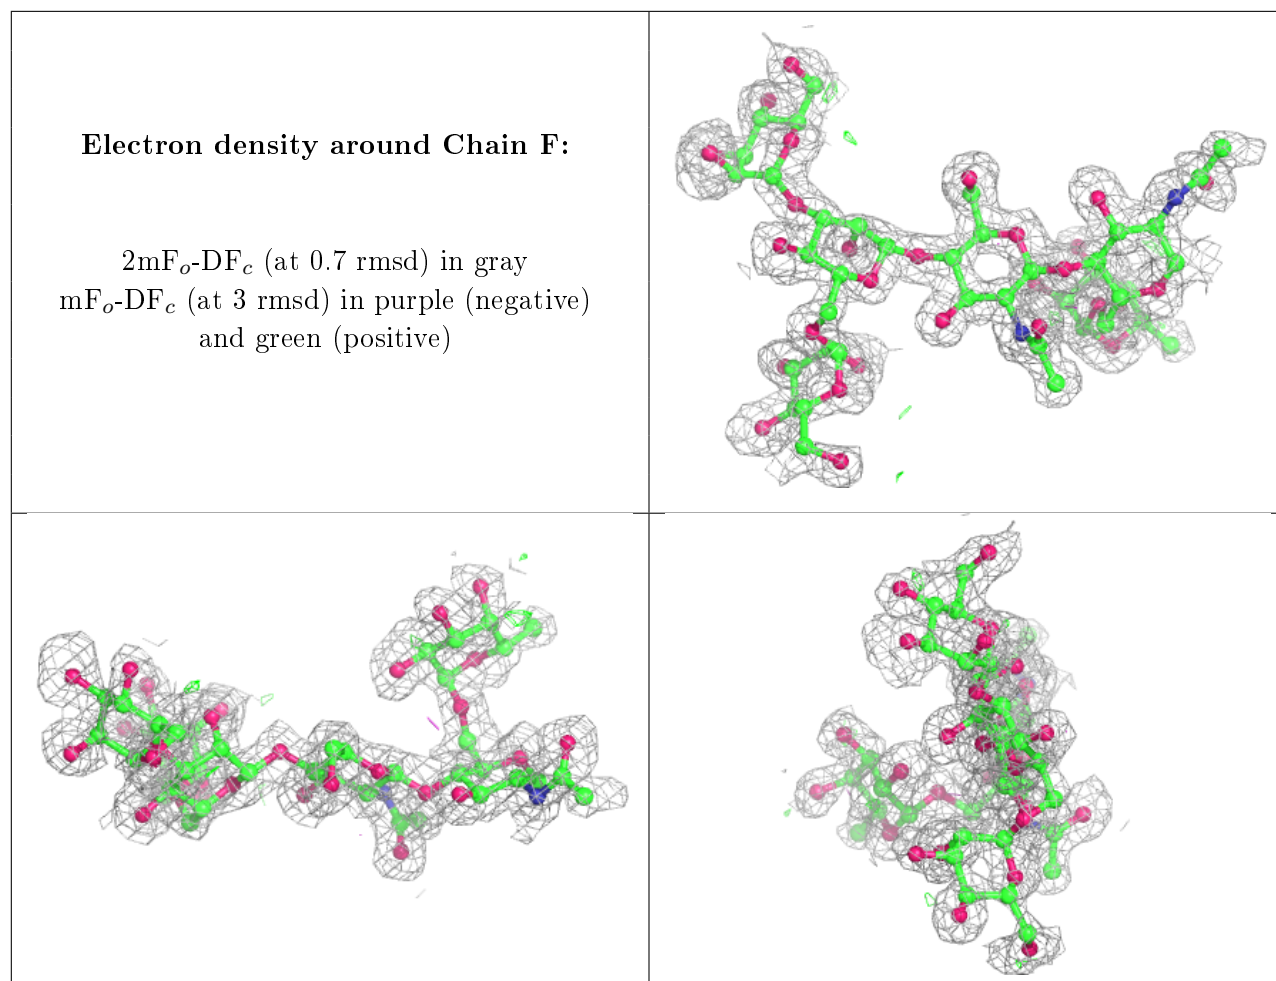 Electron density around Chain F:
2mFₒ-DF𝒸 (at 0.7 rmsd) in gray
mFₒ-DF𝒸 (at 3 rmsd) in purple (negative)
and green (positive)